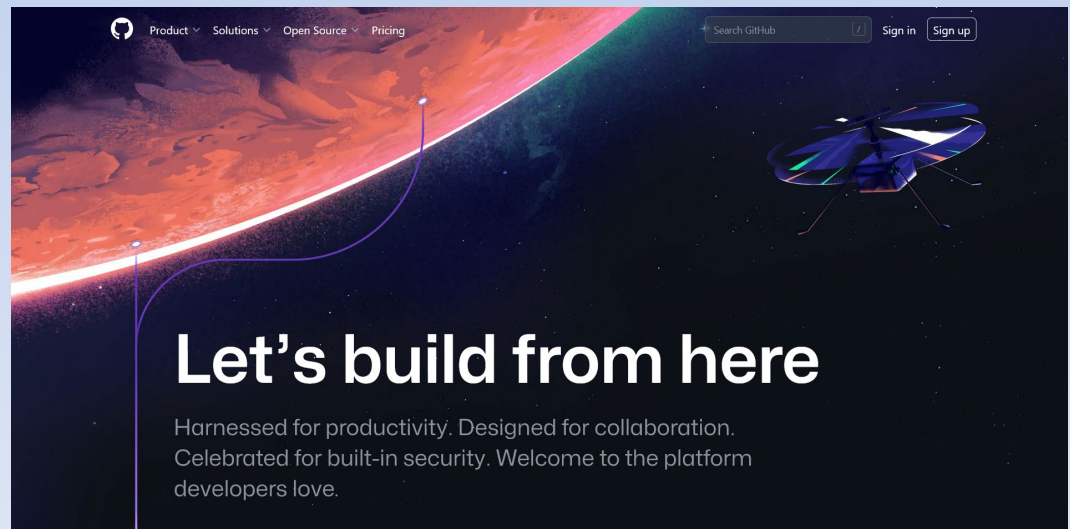 Product Solutions Open Source Pricing Search GitHub / Sign in Sign up
Let’s build from here
Harnessed for productivity. Designed for collaboration.
Celebrated for built-in security. Welcome to the platform
developers love.